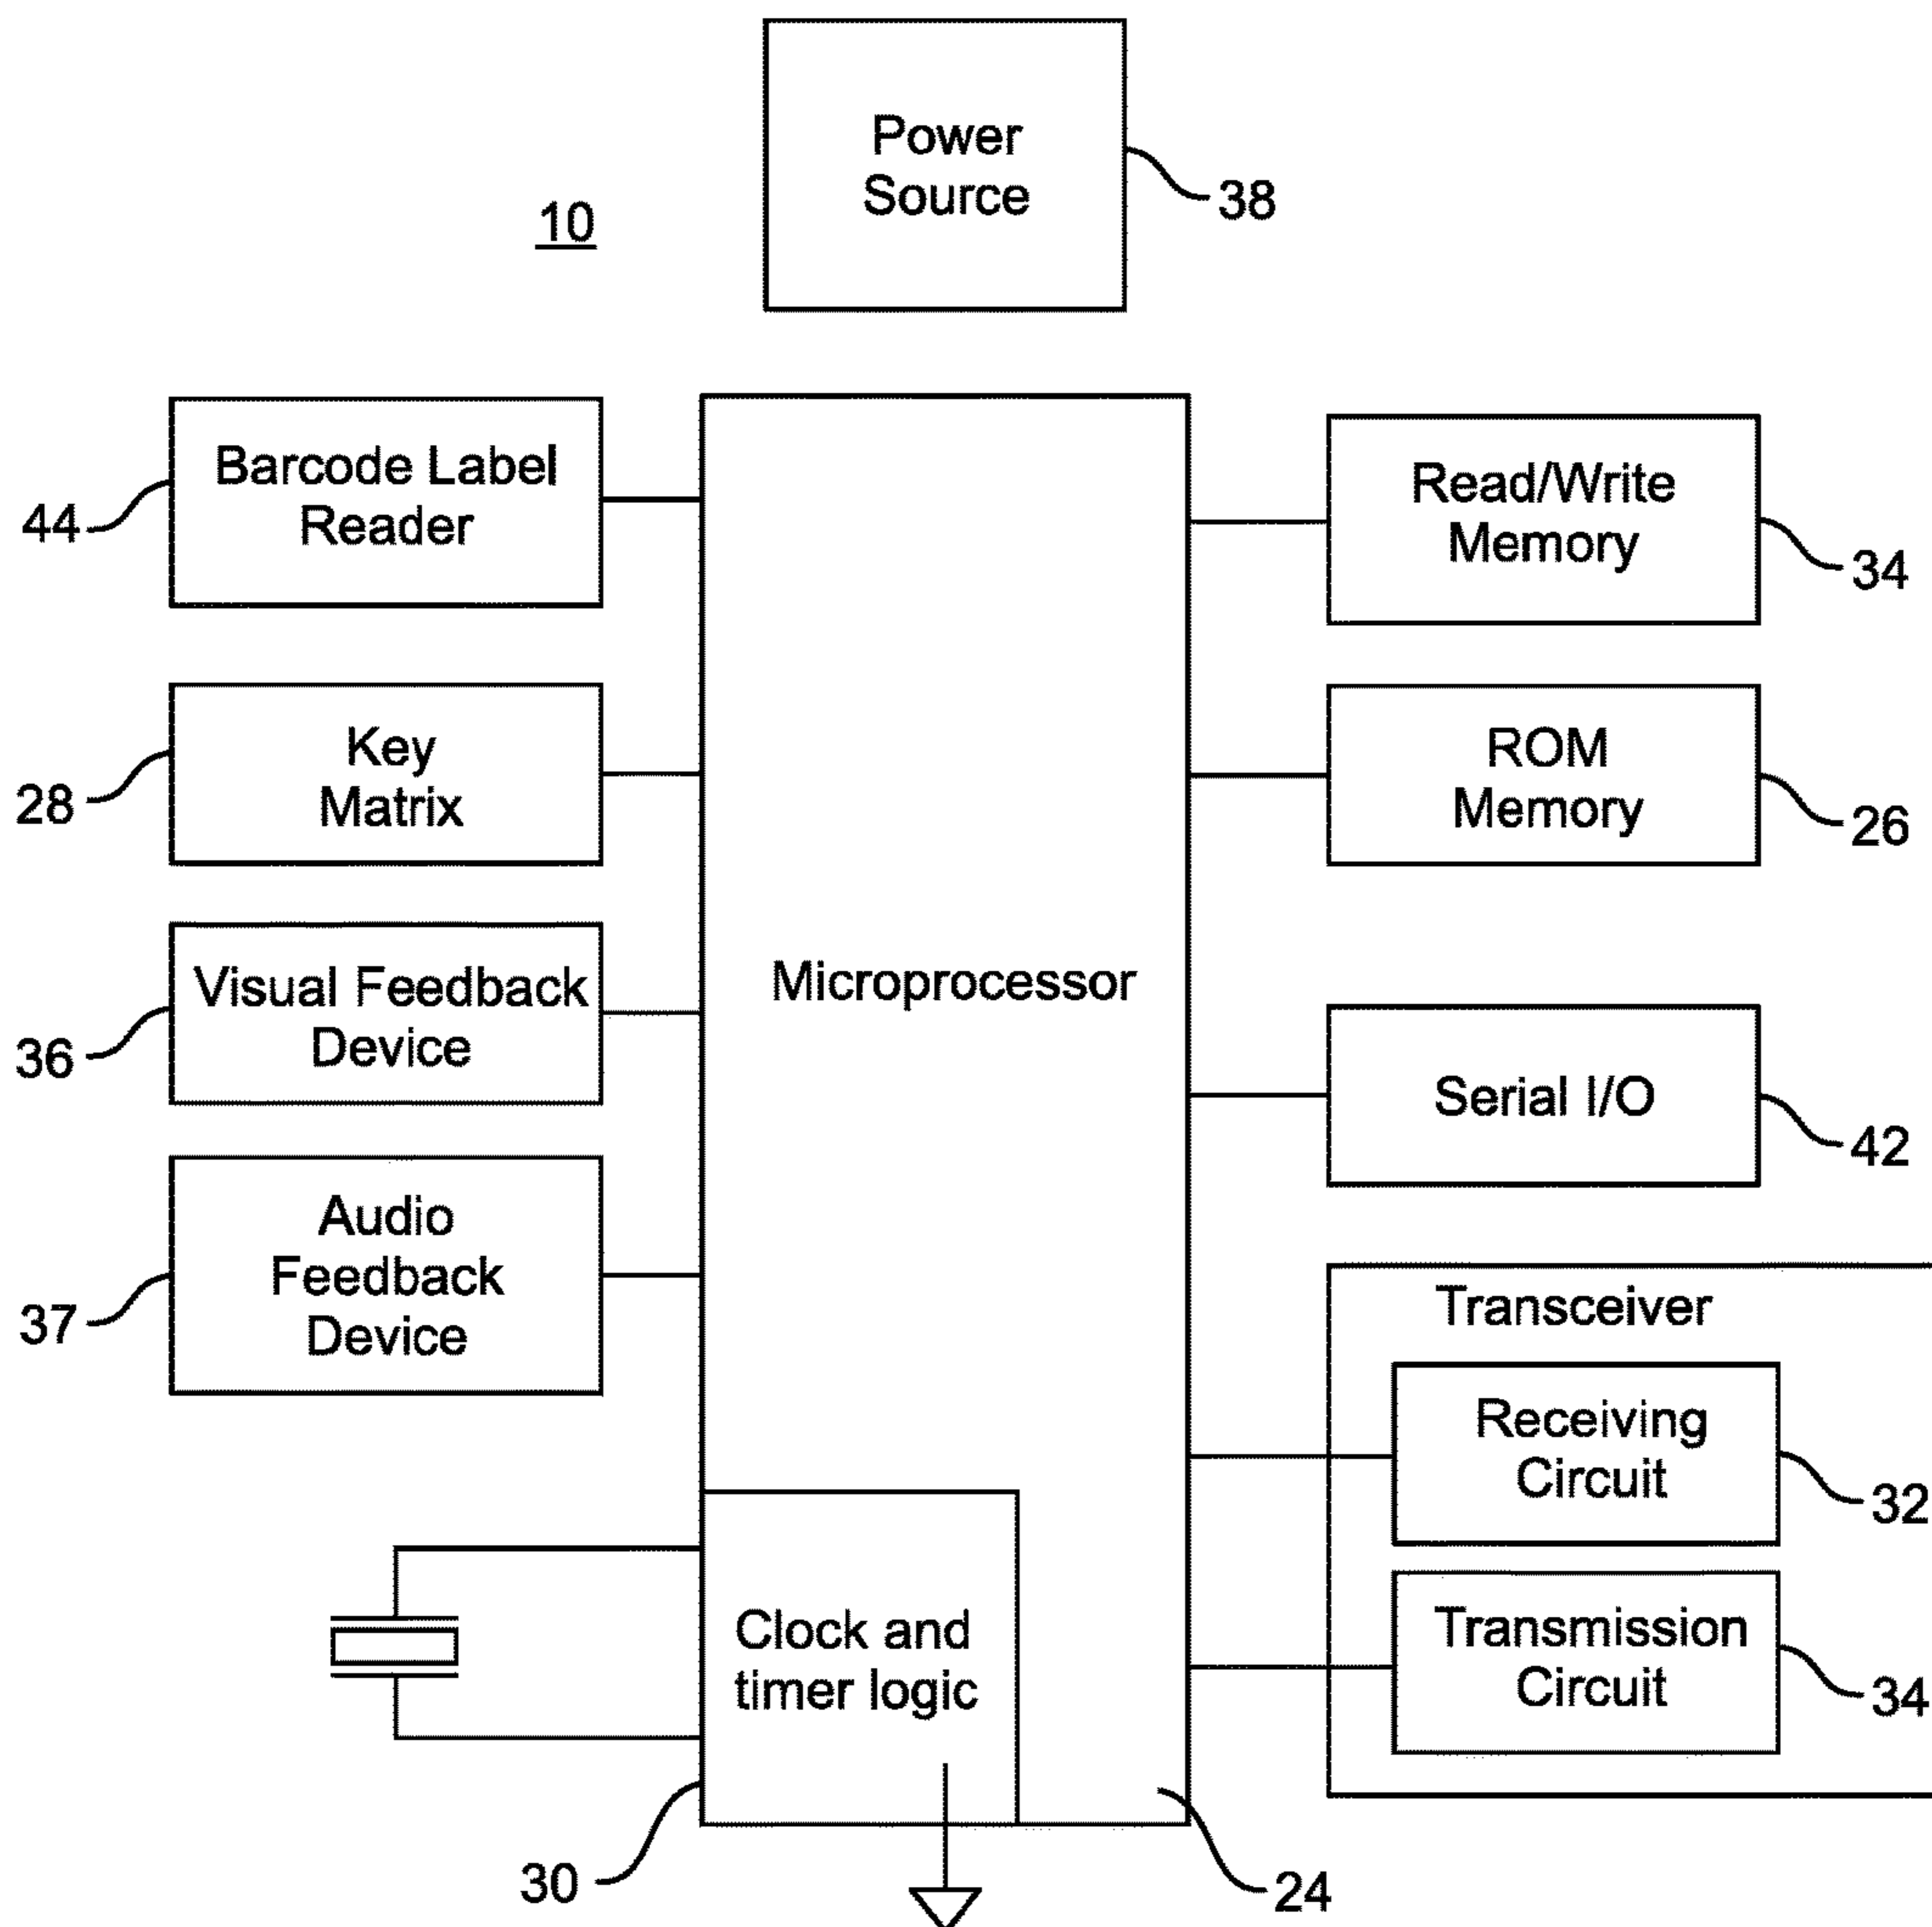 Power
Source
38
10
Barcode Label
Reader
44
Read/Write
Memory
34
Key
Matrix
28
ROM
Memory
26
Visual Feedback
Device
36
Microprocessor
Serial I/O
42
Audio
Feedback
Device
37
Transceiver
Receiving
Circuit
32
Clock and
timer logic
Transmission
Circuit
34
30
24